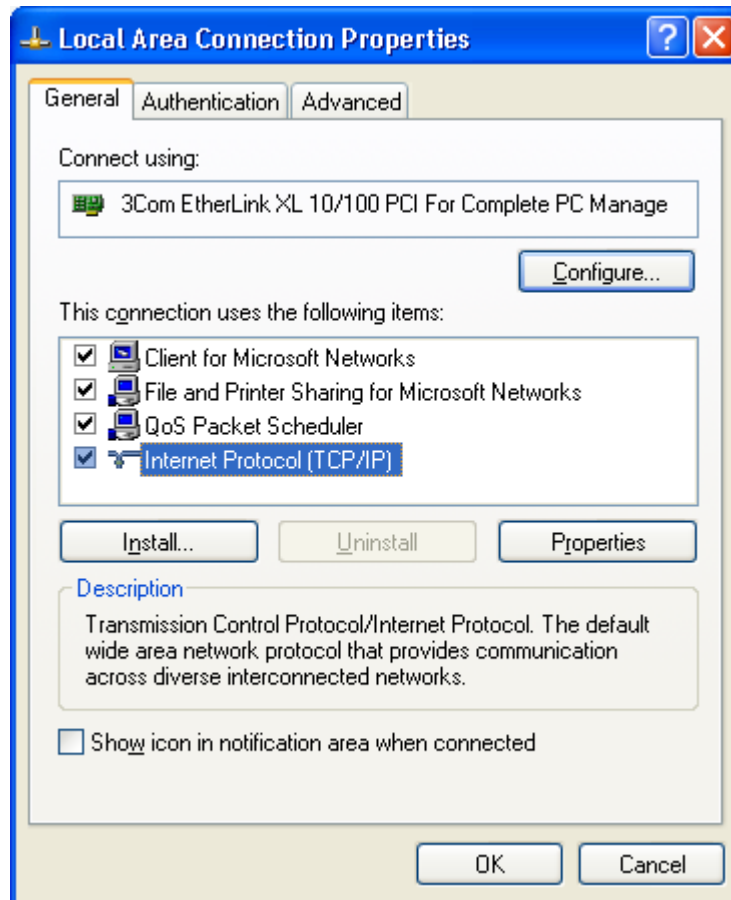 Local Area Connection Properties
General
Authentication
Advanced
Connect using:
3Com EtherLink XL 10/100 PCI For Complete PC Manage
Configure...
This connection uses the following items:
Client for Microsoft Networks
File and Printer Sharing for Microsoft Networks
QoS Packet Scheduler
Internet Protocol (TCP/IP)
Install...
Uninstall
Properties
Description
Transmission Control Protocol/Internet Protocol. The default
wide area network protocol that provides communication
across diverse interconnected networks.
Show icon in notification area when connected
OK
Cancel